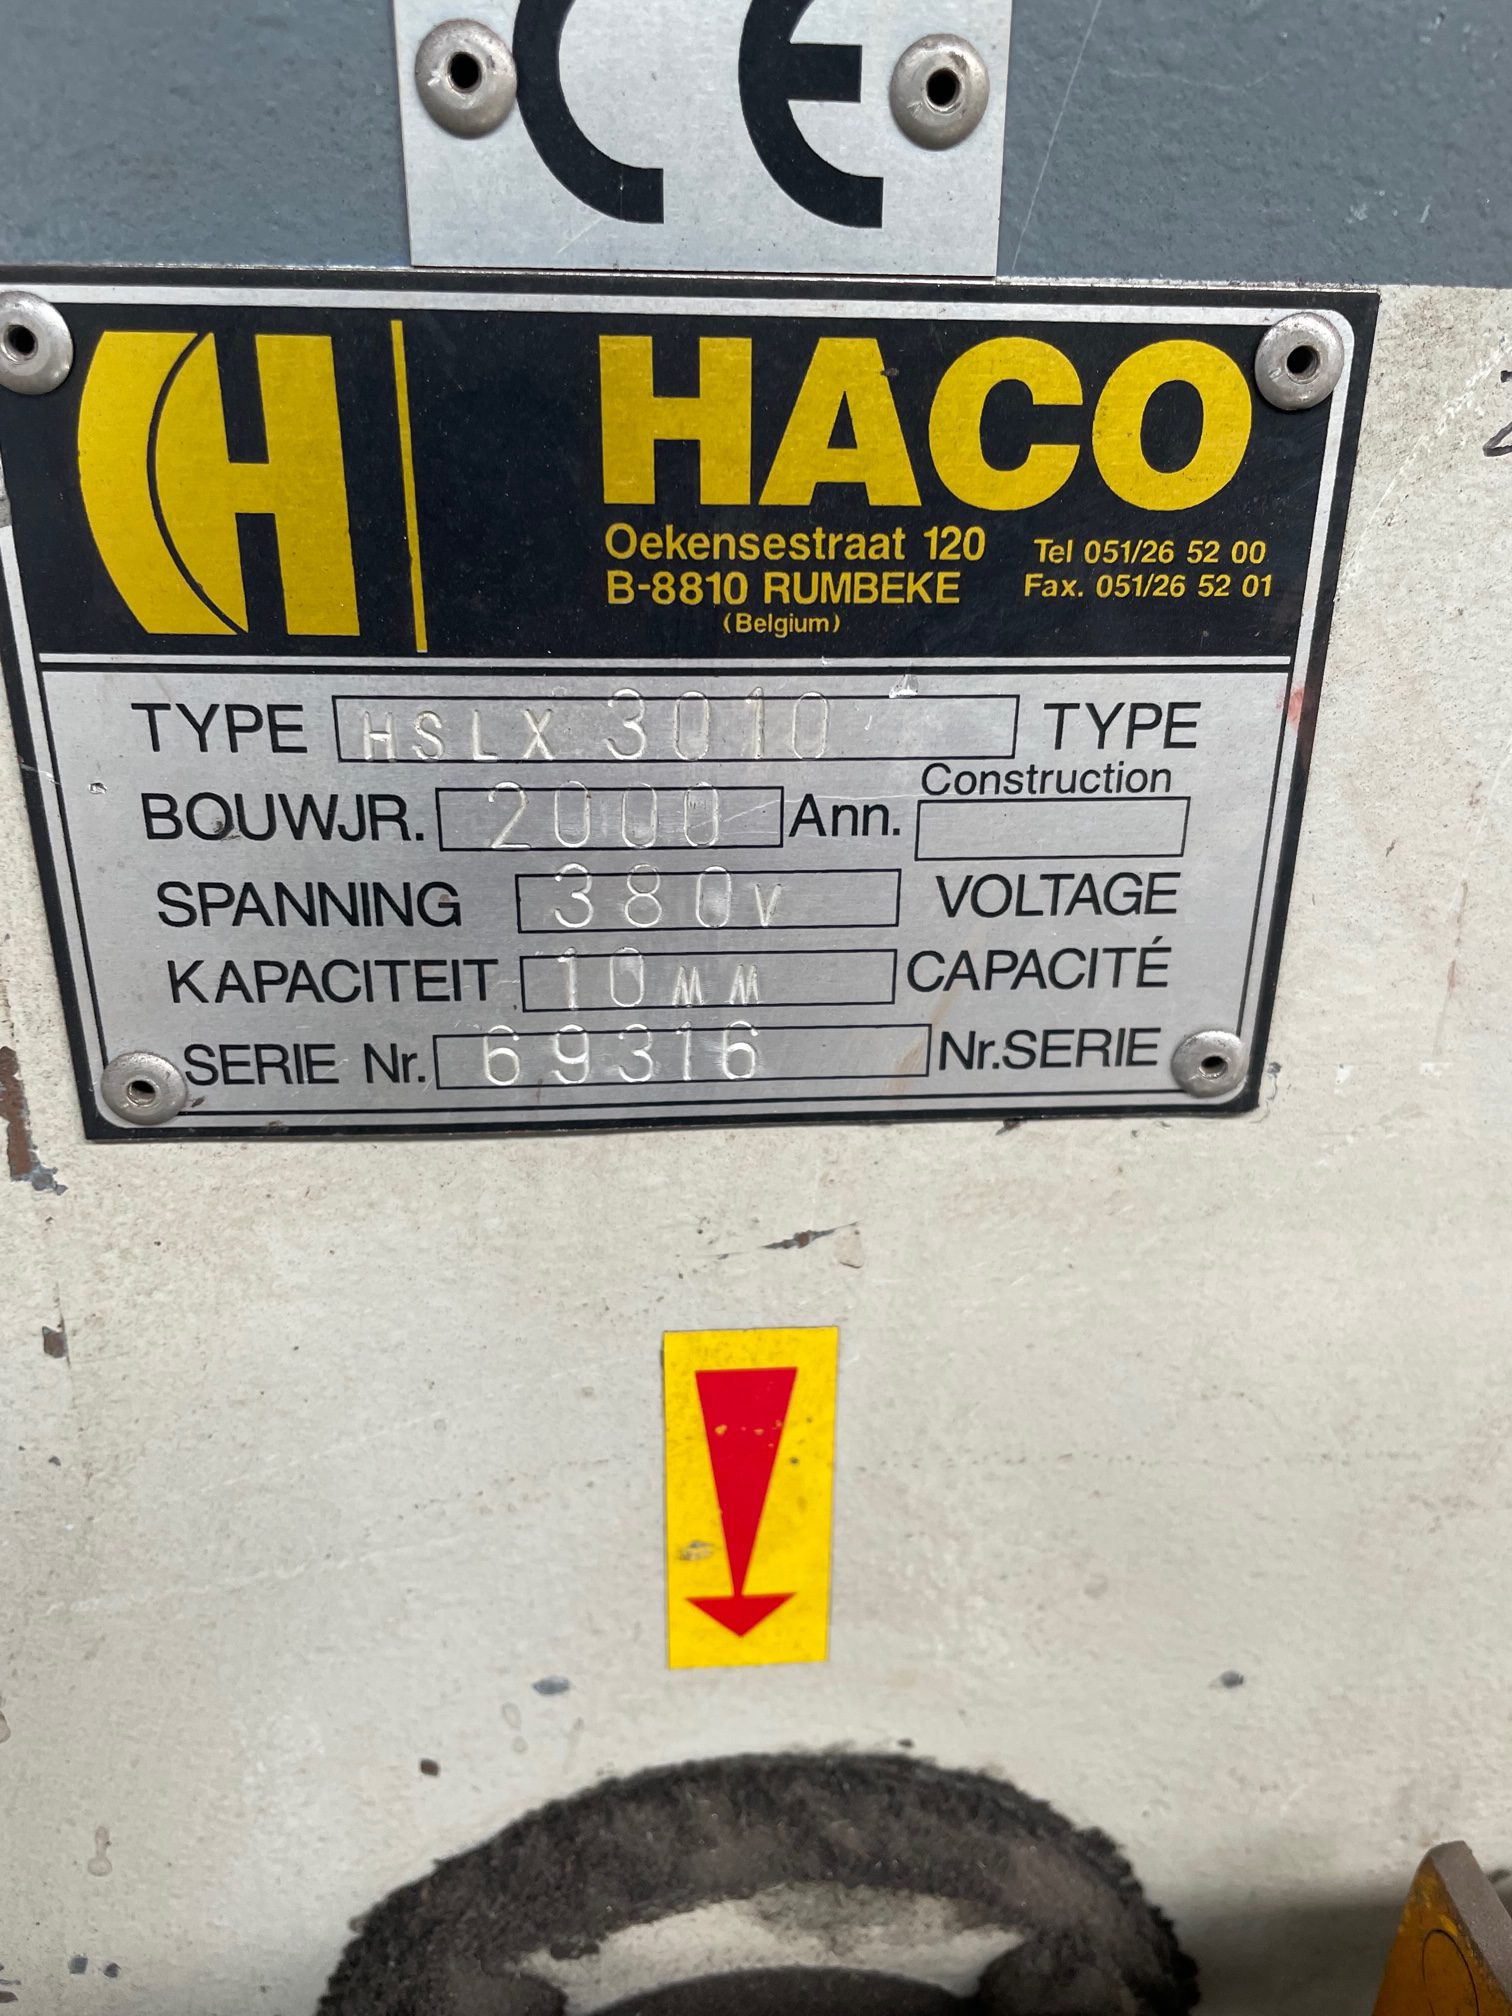 CE
H HACO
Oekensestraat 120 Tel 051/26 52 00
B-8810 RUMBEKE Fax. 051/26 52 01
(Belgium)
TYPE HSLX 3010 TYPE
BOUWJR. 2000 Ann. Construction
SPANNING 380V VOLTAGE
KAPACITEIT 10MM CAPACITÉ
SERIE Nr. 69316 Nr.SERIE